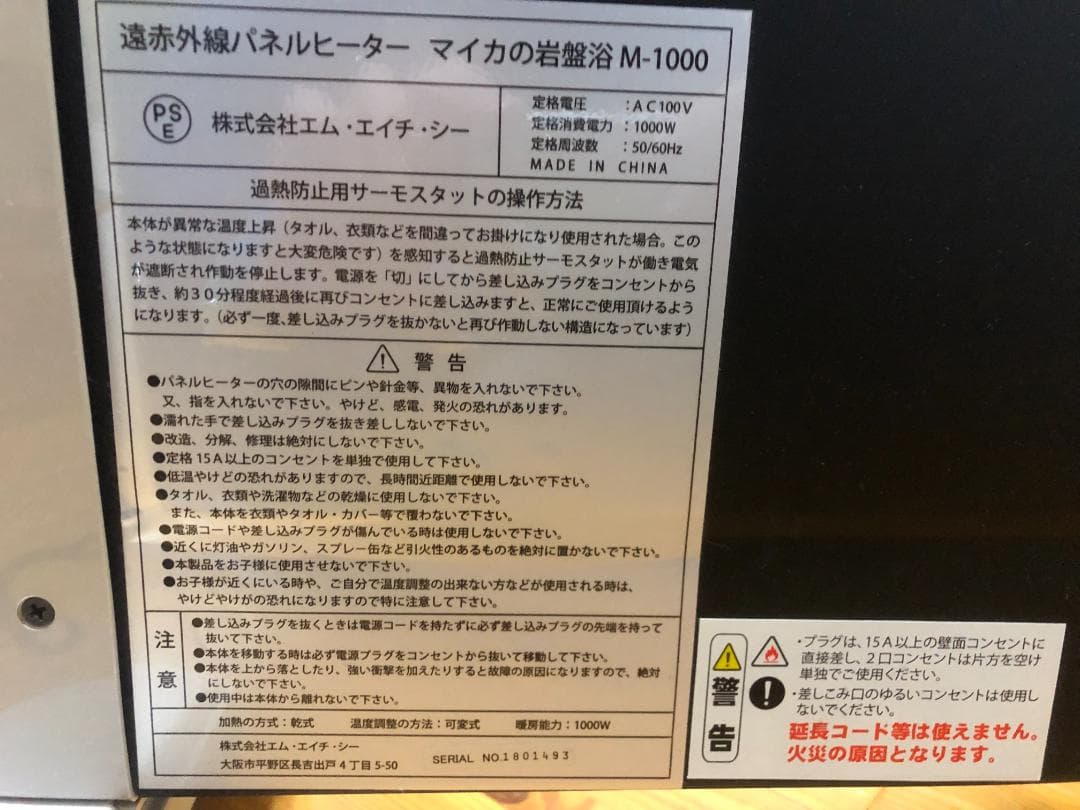 遠赤外線パネルヒーター マイカの岩盤浴 M-1000
PS
E
株式会社エム・エイチ・シー
定格電圧 :AC100V
定格消費電力 :1000W
定格周波数 :50/60Hz
MADE IN CHINA
過熱防止用サーモスタットの操作方法
本体が異常な温度上昇(タオル、衣類などを間違ってお掛けになり使用された場合。この
ような状態になりますと大変危険です)を感知すると過熱防止サーモスタットが働き電気
が遮断され作動を停止します。電源を「切」にしてから差し込みプラグをコンセントから
抜き、約30分程度経過後に再びコンセントに差し込みますと、正常にご使用頂けるよう
になります。(必ず一度、差し込みプラグを抜かないと再び作動しない構造になっています)
警 告
●パネルヒーターの穴の隙間にピンや針金等、異物を入れないで下さい。
又、指を入れないで下さい。やけど、感電、発火の恐れがあります。
●濡れた手で差し込みプラグを抜き差ししないで下さい。
●改造、分解、修理は絶対にしないで下さい。
●定格15A以上のコンセントを単独で使用して下さい。
●低温やけどの恐れがありますので、長時間近距離で使用しないで下さい。
●タオル、衣類や洗濯物などの乾燥に使用しないで下さい。
また、本体を衣類やタオル・カバー等で覆わないで下さい。
●電源コードや差し込みプラグが傷んでいる時は使用しないで下さい。
●近くに灯油やガソリン、スプレー缶など引火性のあるものを絶対に置かないで下さい。
●本製品をお子様に使用させないで下さい。
●お子様が近くにいる時や、ご自分で温度調整の出来ない方などが使用される時は、
やけどやけがの恐れになりますので特に注意して下さい。
注意
●差し込みプラグを抜くときは電源コードを持たずに必ず差し込みプラグの先端を持って
抜いて下さい。
●本体を移動する時は必ず電源プラグをコンセントから抜いて移動して下さい。
●本体を上から落としたり、強い衝撃を加えたりすると故障の原因になりますので、絶対
にしないで下さい。
●使用中は本体から離れないで下さい。
加熱の方式:乾式 温度調整の方法:可変式 暖房能力:1000W
株式会社エム・エイチ・シー
大阪市平野区長吉出戸4丁目5-50
SERIAL NO.1801493
警告
・プラグは、15A以上の壁面コンセントに
直接差し、2口コンセントは片方を空け
単独でご使用ください。
・差しこみ口のゆるいコンセントは使用し
ないでください。
延長コード等は使えません。
火災の原因となります。